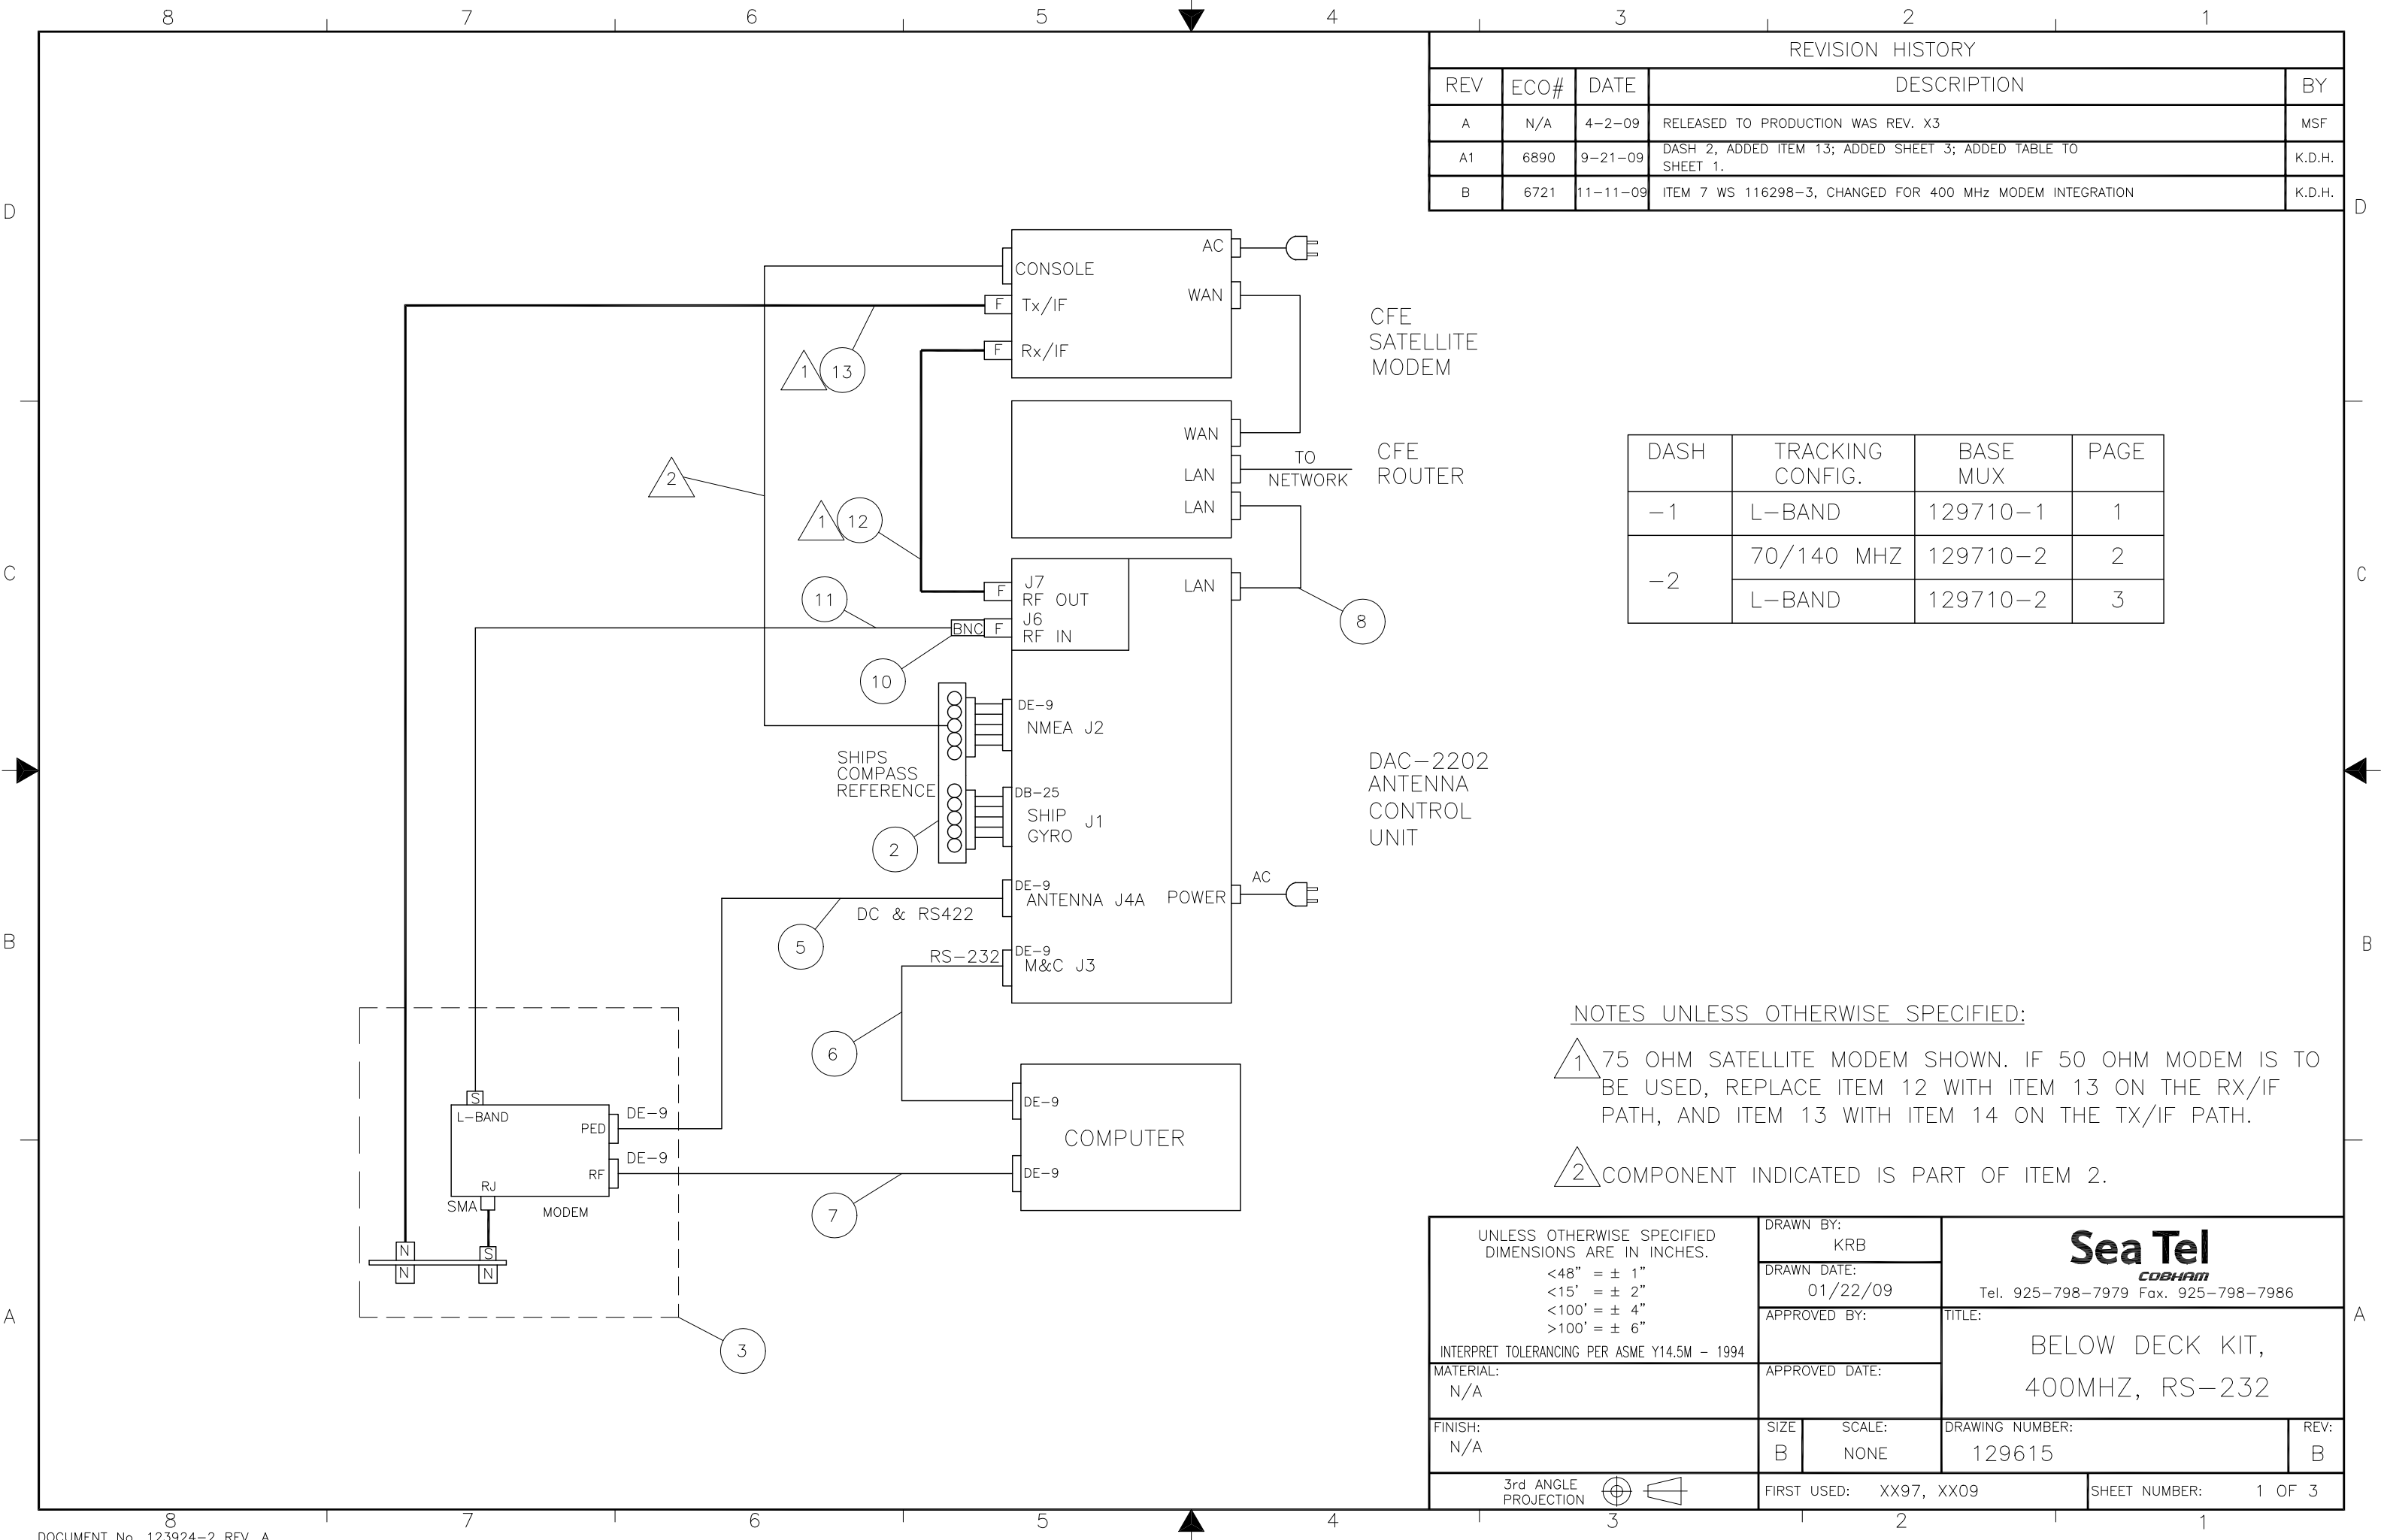 8 7 6 5 4 3 2 1
REVISION HISTORY
REV ECO# DATE DESCRIPTION BY
A N/A 4-2-09 RELEASED TO PRODUCTION WAS REV. X3 MSF
A1 6890 9-21-09 DASH 2, ADDED ITEM 13; ADDED SHEET 3; ADDED TABLE TO
SHEET 1. K.D.H.
B 6721 11-11-09 ITEM 7 WS 116298-3, CHANGED FOR 400 MHz MODEM INTEGRATION K.D.H.
D D
CONSOLE AC
F Tx/IF WAN
F Rx/IF
CFE
SATELLITE
MODEM
1 13
WAN
LAN
LAN
TO
NETWORK
CFE
ROUTER
2
1 12
DASH TRACKING CONFIG. BASE MUX PAGE
-1 L-BAND 129710-1 1
-2 70/140 MHZ 129710-2 2
L-BAND 129710-2 3
C C
F J7
RF OUT
BNC F J6
RF IN
LAN
11
8
10
DE-9
NMEA J2
SHIPS
COMPASS
REFERENCE
DB-25
SHIP
GYRO J1
2
DAC-2202
ANTENNA
CONTROL
UNIT
DE-9
ANTENNA J4A
POWER AC
DC & RS422
5
B B
RS-232 DE-9
M&C J3
6
DE-9
COMPUTER
DE-9
7
S
L-BAND
PED DE-9
RF DE-9
RJ
SMA MODEM
N S
N N
3
NOTES UNLESS OTHERWISE SPECIFIED:
1 75 OHM SATELLITE MODEM SHOWN. IF 50 OHM MODEM IS TO
BE USED, REPLACE ITEM 12 WITH ITEM 13 ON THE RX/IF
PATH, AND ITEM 13 WITH ITEM 14 ON THE TX/IF PATH.
2 COMPONENT INDICATED IS PART OF ITEM 2.
A A
UNLESS OTHERWISE SPECIFIED
DIMENSIONS ARE IN INCHES.
<48" = ± 1"
<15' = ± 2"
<100' = ± 4"
>100' = ± 6"
INTERPRET TOLERANCING PER ASME Y14.5M - 1994
MATERIAL:
N/A
FINISH:
N/A
3rd ANGLE
PROJECTION
DRAWN BY:
KRB
DRAWN DATE:
01/22/09
APPROVED BY:
APPROVED DATE:
Sea Tel
COBHAM
Tel. 925-798-7979 Fax. 925-798-7986
TITLE:
BELOW DECK KIT,
400MHZ, RS-232
SIZE
B
SCALE:
NONE
DRAWING NUMBER:
129615
REV:
B
FIRST USED: XX97, XX09
SHEET NUMBER: 1 OF 3
8 7 6 5 4 3 2 1
DOCUMENT No. 123924-2 REV. A